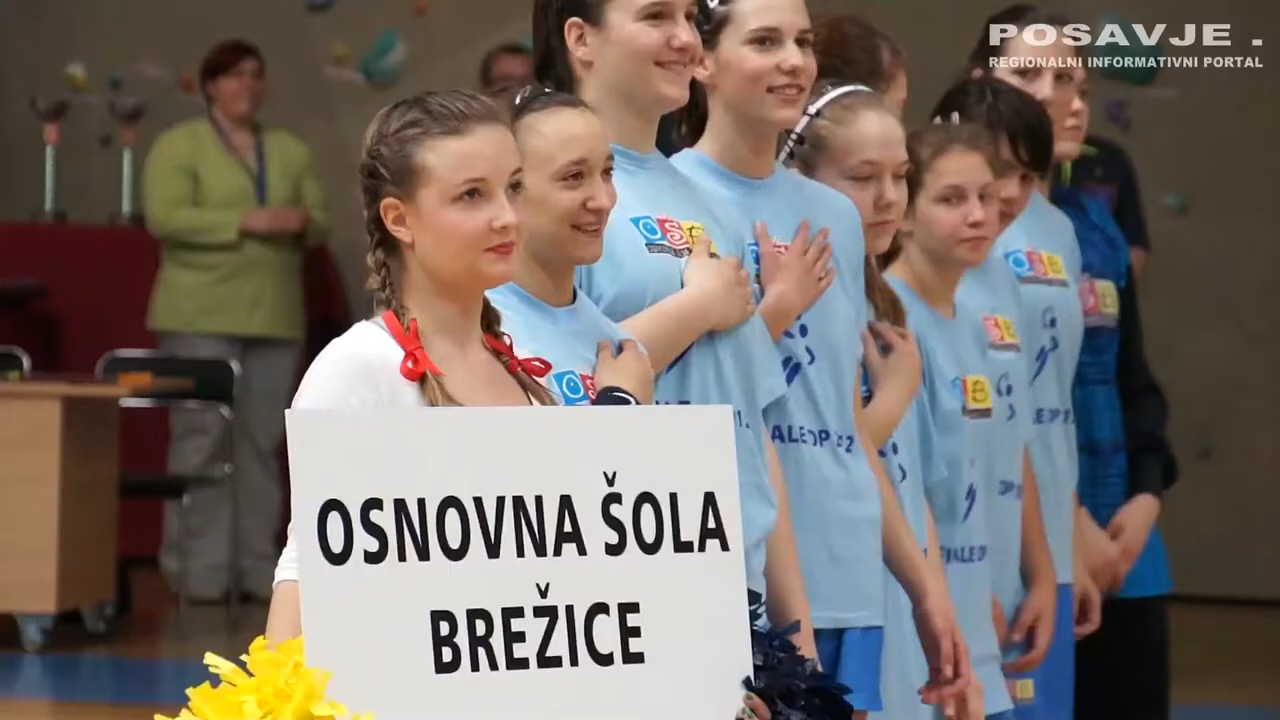 POSAVJE .
REGIONALNI INFORMATIVNI PORTAL
OSNOVNA ŠOLA
BREŽICE